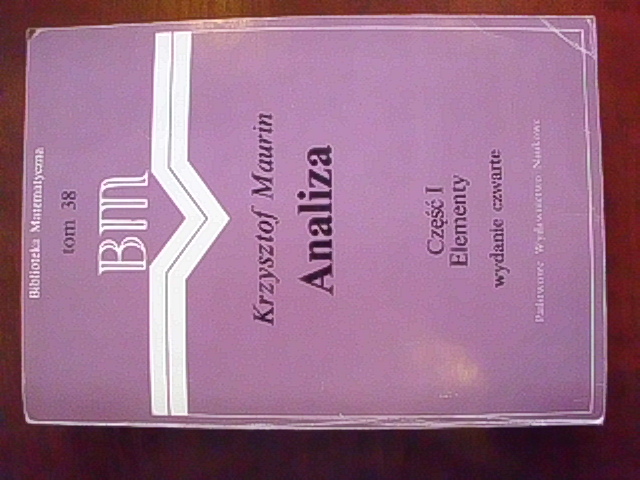 Biblioteka Matematyczna
tom 38
BM
Krzysztof Maurin
Analiza
Część I
Elementy
wydanie czwarte
Państwowe Wydawnictwo Naukowe